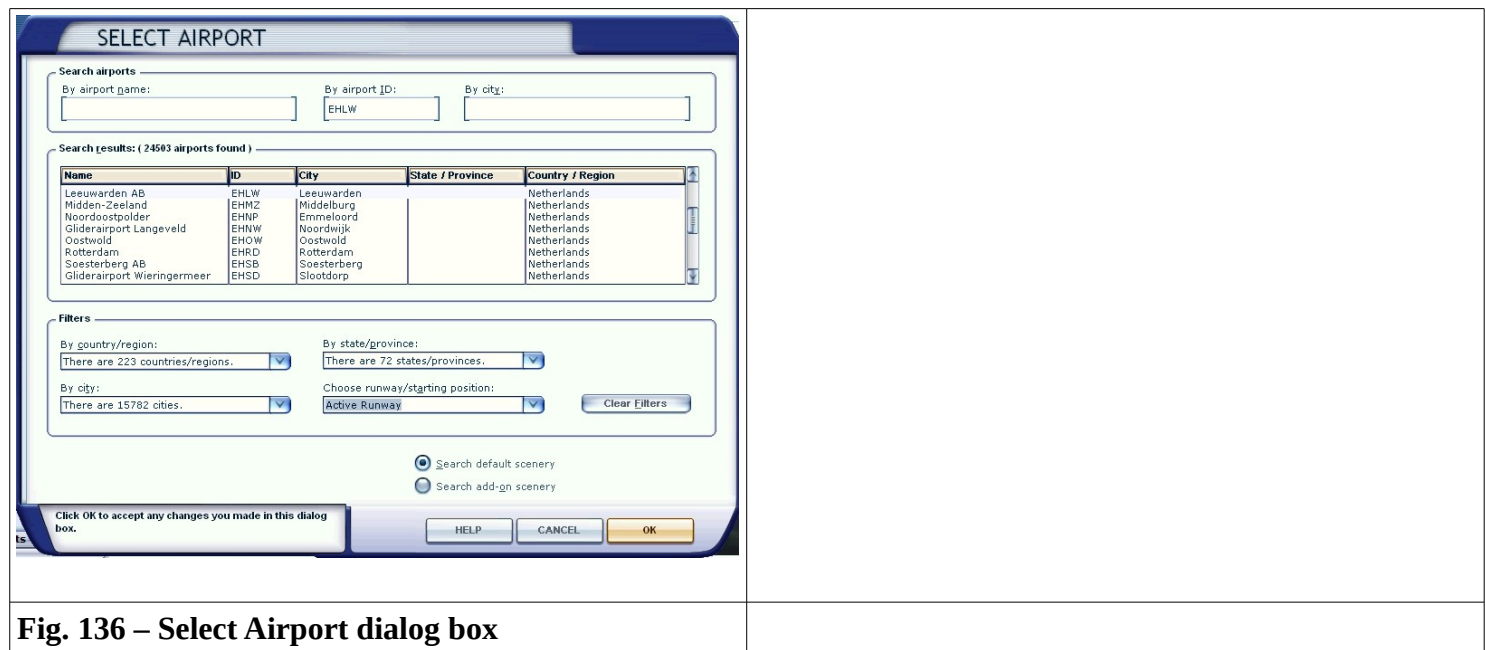 SELECT AIRPORT
Search airports
By airport name: By airport ID: By city:
EHLW
Search results: ( 24503 airports found )
Name ID City State / Province Country / Region
Leeuwarden AB EHLW Leeuwarden Netherlands
Midden-Zeeland EHMZ Middelburg Netherlands
Noordoostpolder EHNP Emmeloord Netherlands
Gliderairport Langeveld EHNW Noordwijk Netherlands
Oostwold EHOW Oostwold Netherlands
Rotterdam EHRD Rotterdam Netherlands
Soesterberg AB EHSB Soesterberg Netherlands
Gliderairport Wieringermeer EHSD Slootdorp Netherlands
Filters
By country/region: By state/province:
There are 223 countries/regions. There are 72 states/provinces.
By city: Choose runway/starting position:
There are 15782 cities. Active Runway Clear Filters
Search default scenery
Search add-on scenery
Click OK to accept any changes you made in this dialog
box.
HELP CANCEL OK
ts
Fig. 136 – Select Airport dialog box